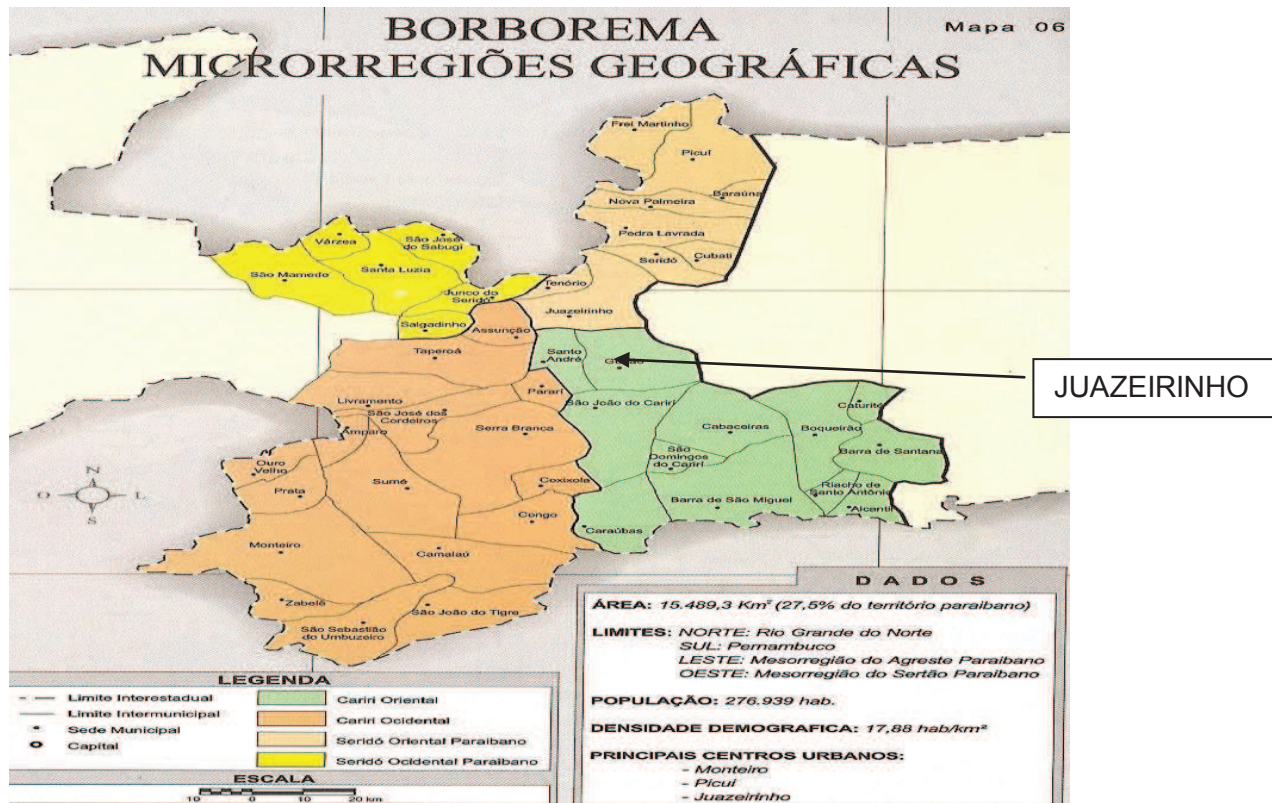 BORBOREMA
Mapa 06
MICRORREGIÕES GEOGRÁFICAS
Frei Martinho
Picuí
Baraúna
Nova Palmeira
Pedra Lavrada
Seridó
Cubati
Tenório
Juazeirinho
Várzea
São José
do Sabugi
São Mamede
Santa Luzia
Junco do
Seridó
Salgadinho
Assunção
Taperoá
Santo
André
JUAZEIRINHO
Parari
Livramento
São José dos
Cordeiros
Amparo
Serra Branca
São João do Cariri
Cabaceiras
Caturité
Boqueirão
Barra de Santana
São
Domingos
do Cariri
Ouro
Velho
Prata
Sumé
Coxixola
Congo
Barra de São Miguel
Riacho de
Santo Antônio
Alcantil
Caraúbas
N
O
L
S
Monteiro
Camalaú
Zabelê
São João do Tigre
São Sebastião
do Umbuzeiro
LEGENDA
Limite Interestadual
Limite Intermunicipal
Sede Municipal
Capital
Cariri Oriental
Cariri Ocidental
Seridó Oriental Paraibano
Seridó Ocidental Paraibano
ESCALA
10 0 10 20 km
DADOS
ÁREA: 15.489,3 Km² (27,5% do território paraibano)
LIMITES: NORTE: Rio Grande do Norte
SUL: Pernambuco
LESTE: Mesorregião do Agreste Paraibano
OESTE: Mesorregião do Sertão Paraibano
POPULAÇÃO: 276.939 hab.
DENSIDADE DEMOGRAFICA: 17,88 hab/km²
PRINCIPAIS CENTROS URBANOS:
- Monteiro
- Picuí
- Juazeirinho